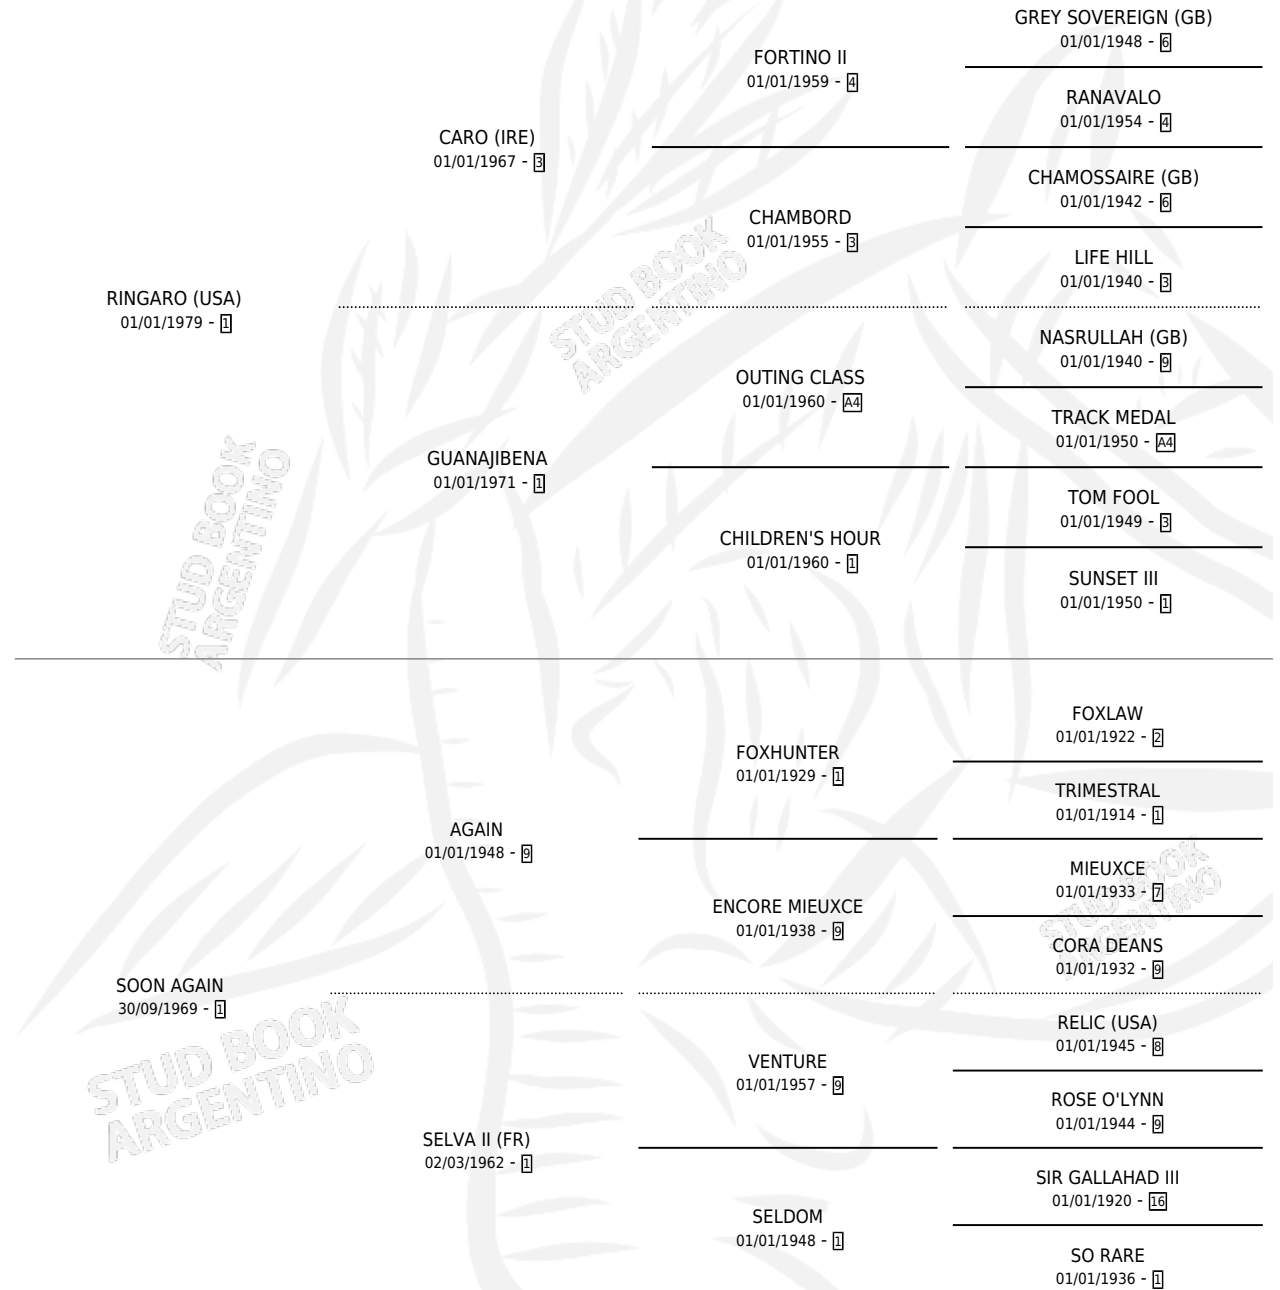 GREY SOVEREIGN (GB)
01/01/1948 - 6
FORTINO II
01/01/1959 - 4
RANAVALO
01/01/1954 - 4
CARO (IRE)
01/01/1967 - 3
CHAMOSSAIRE (GB)
01/01/1942 - 6
CHAMBORD
01/01/1955 - 3
LIFE HILL
01/01/1940 - 3
RINGARO (USA)
01/01/1979 - 1
NASRULLAH (GB)
01/01/1940 - 9
OUTING CLASS
01/01/1960 - A4
TRACK MEDAL
01/01/1950 - A4
GUANAJIBENA
01/01/1971 - 1
TOM FOOL
01/01/1949 - 3
CHILDREN'S HOUR
01/01/1960 - 1
SUNSET III
01/01/1950 - 1
FOXLAW
01/01/1922 - 2
FOXHUNTER
01/01/1929 - 1
TRIMESTRAL
01/01/1914 - 1
AGAIN
01/01/1948 - 9
MIEUXCE
01/01/1933 - 7
ENCORE MIEUXCE
01/01/1938 - 9
CORA DEANS
01/01/1932 - 9
SOON AGAIN
30/09/1969 - 1
RELIC (USA)
01/01/1945 - 8
VENTURE
01/01/1957 - 9
ROSE O'LYNN
01/01/1944 - 9
SELVA II (FR)
02/03/1962 - 1
SIR GALLAHAD III
01/01/1920 - 16
SELDOM
01/01/1948 - 1
SO RARE
01/01/1936 - 1
STUD BOOK
ARGENTINO
STUD BOOK
ARGENTINO
STUD BOOK
ARGENTINO
STUD BOOK
ARGENTINO